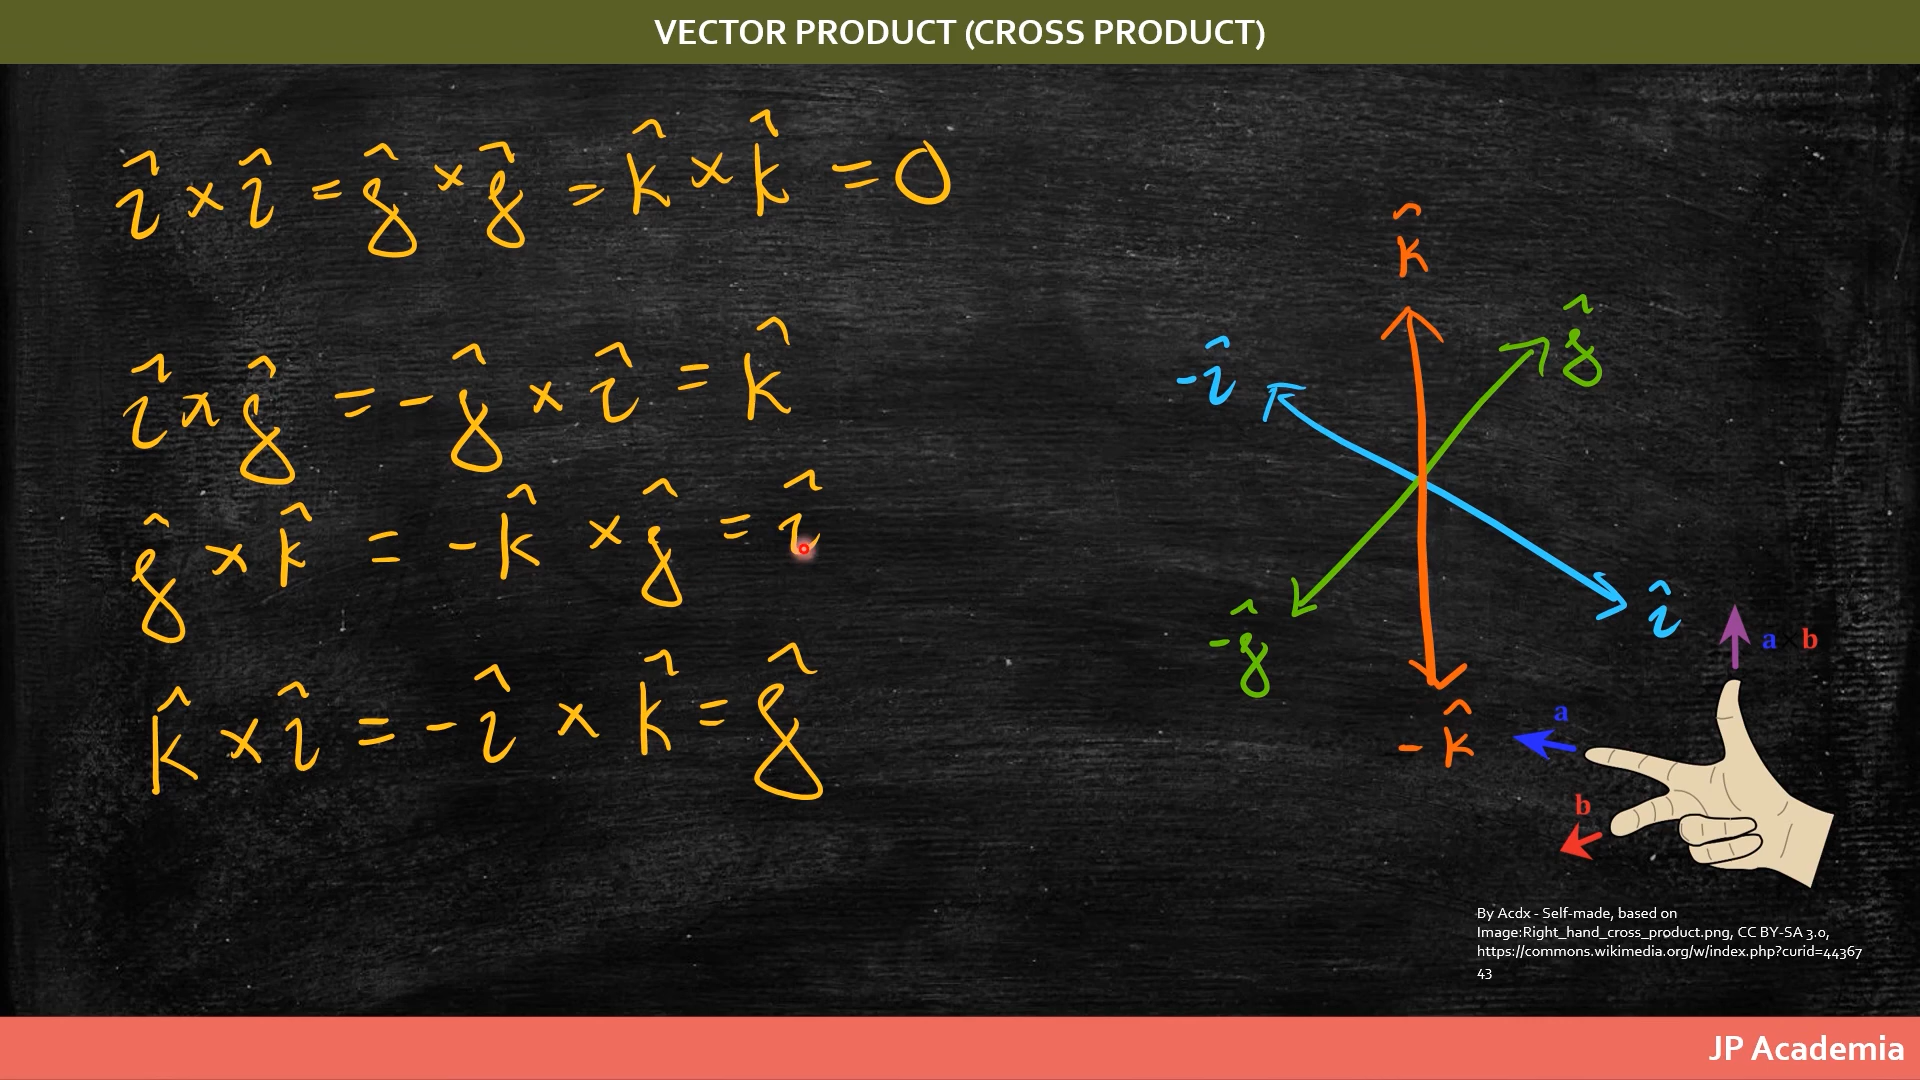 VECTOR PRODUCT (CROSS PRODUCT)
î × î = ĵ × ĵ = k̂ × k̂ = 0
î × ĵ = -ĵ × î = k̂
ĵ × k̂ = -k̂ × ĵ = î
k̂ × î = -î × k̂ = ĵ
k̂
ĵ
-î
î
-ĵ
-k̂
a × b
a
b
By Acdx - Self-made, based on
Image:Right_hand_cross_product.png, CC BY-SA 3.0,
https://commons.wikimedia.org/w/index.php?curid=44367
43
JP Academia